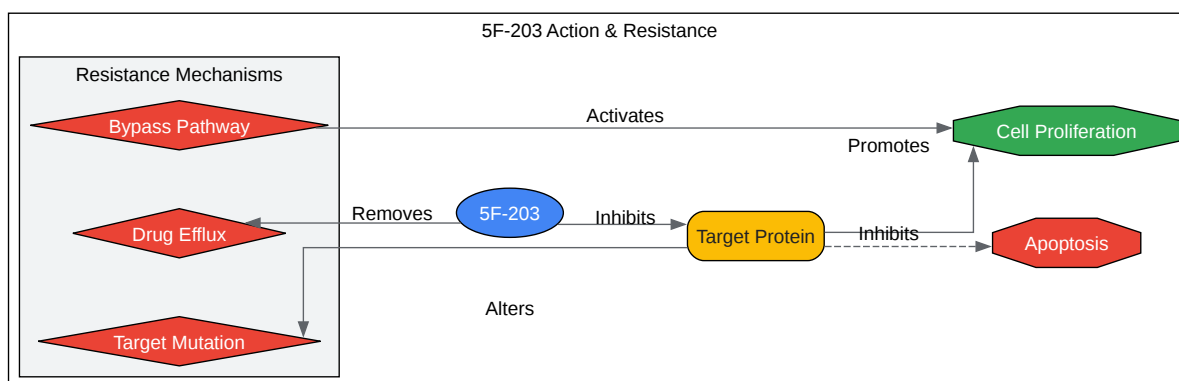 5F-203 Action & Resistance
Resistance Mechanisms
Bypass Pathway
Activates
Cell Proliferation
Promotes
Drug Efflux
Removes
5F-203
Inhibits
Target Protein
Inhibits
Apoptosis
Alters
Target Mutation